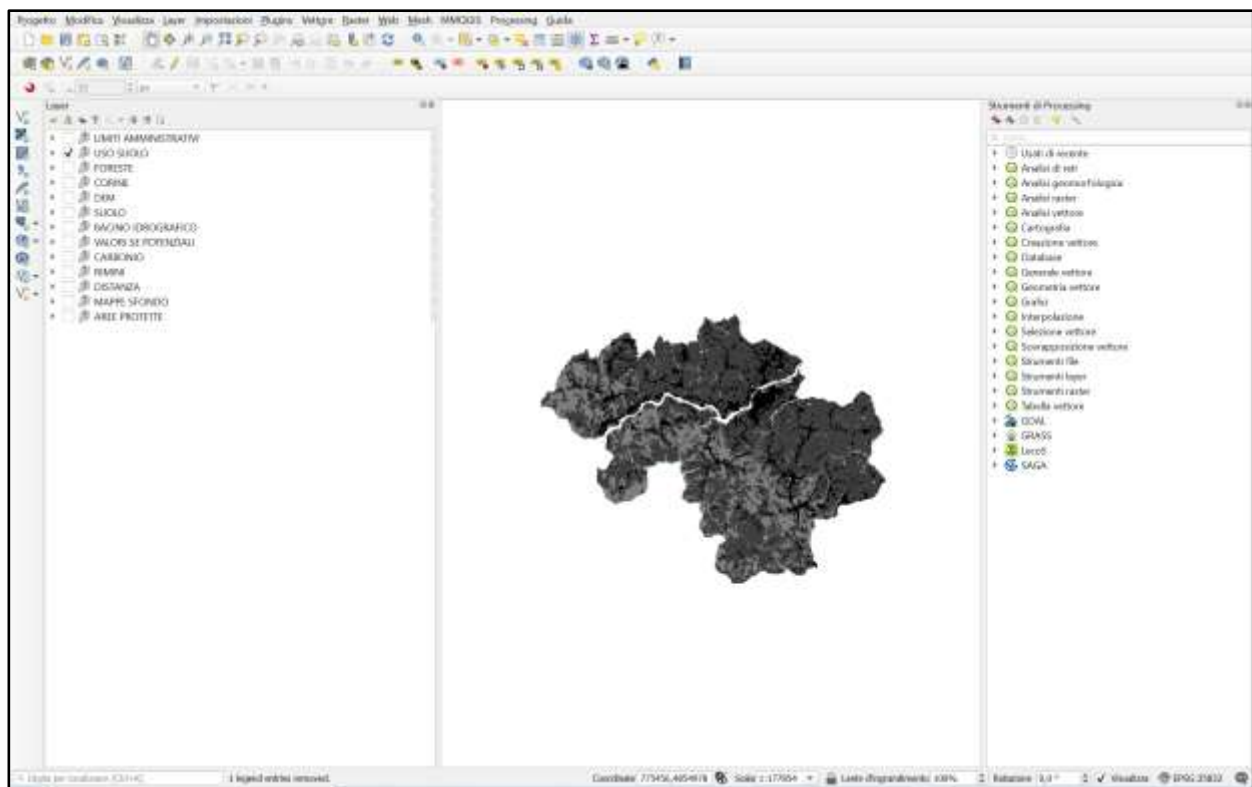 Progetto Modifica Visualizza Layer Impostazioni Plugins Vettore Raster Web Mesh MMQGIS Processing Guida
px
Layer
LIMITI AMMINISTRATIVI
USO SUOLO
FORESTE
CORINE
DEM
SUOLO
BACINO IDROGRAFICO
VALORI SE POTENZIALI
CARBONIO
RIMINI
DISTANZA
MAPPE SFONDO
AREE PROTETTE
Strumenti di Processing
Usati di recente
Analisi di reti
Analisi geomorfologica
Analisi raster
Analisi vettore
Cartografia
Creazione vettore
Database
Generale vettore
Geometria vettore
Grafici
Interpolazione
Selezione vettore
Sovrapposizione vettore
Strumenti file
Strumenti layer
Strumenti raster
Tabella vettore
GDAL
GRASS
LecoS
SAGA
1 legend entries removed.
Coordinate Scala Lente d'ingrandimento 100% Rotazione 0,0 ° Visualizza